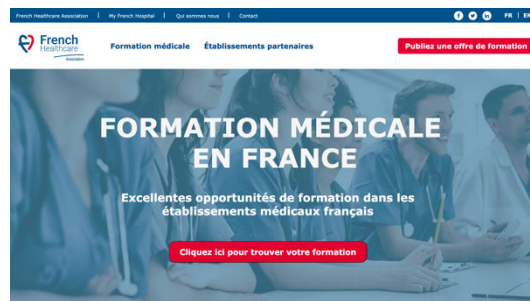 French Healthcare Association | My French Hospital | Qui sommes nous | Contact
FR | EN
French
Healthcare
Association
Formation médicale
Établissements partenaires
Publiez une offre de formation
FORMATION MÉDICALE
EN FRANCE
Excellentes opportunités de formation dans les
établissements médicaux français
Cliquez ici pour trouver votre formation